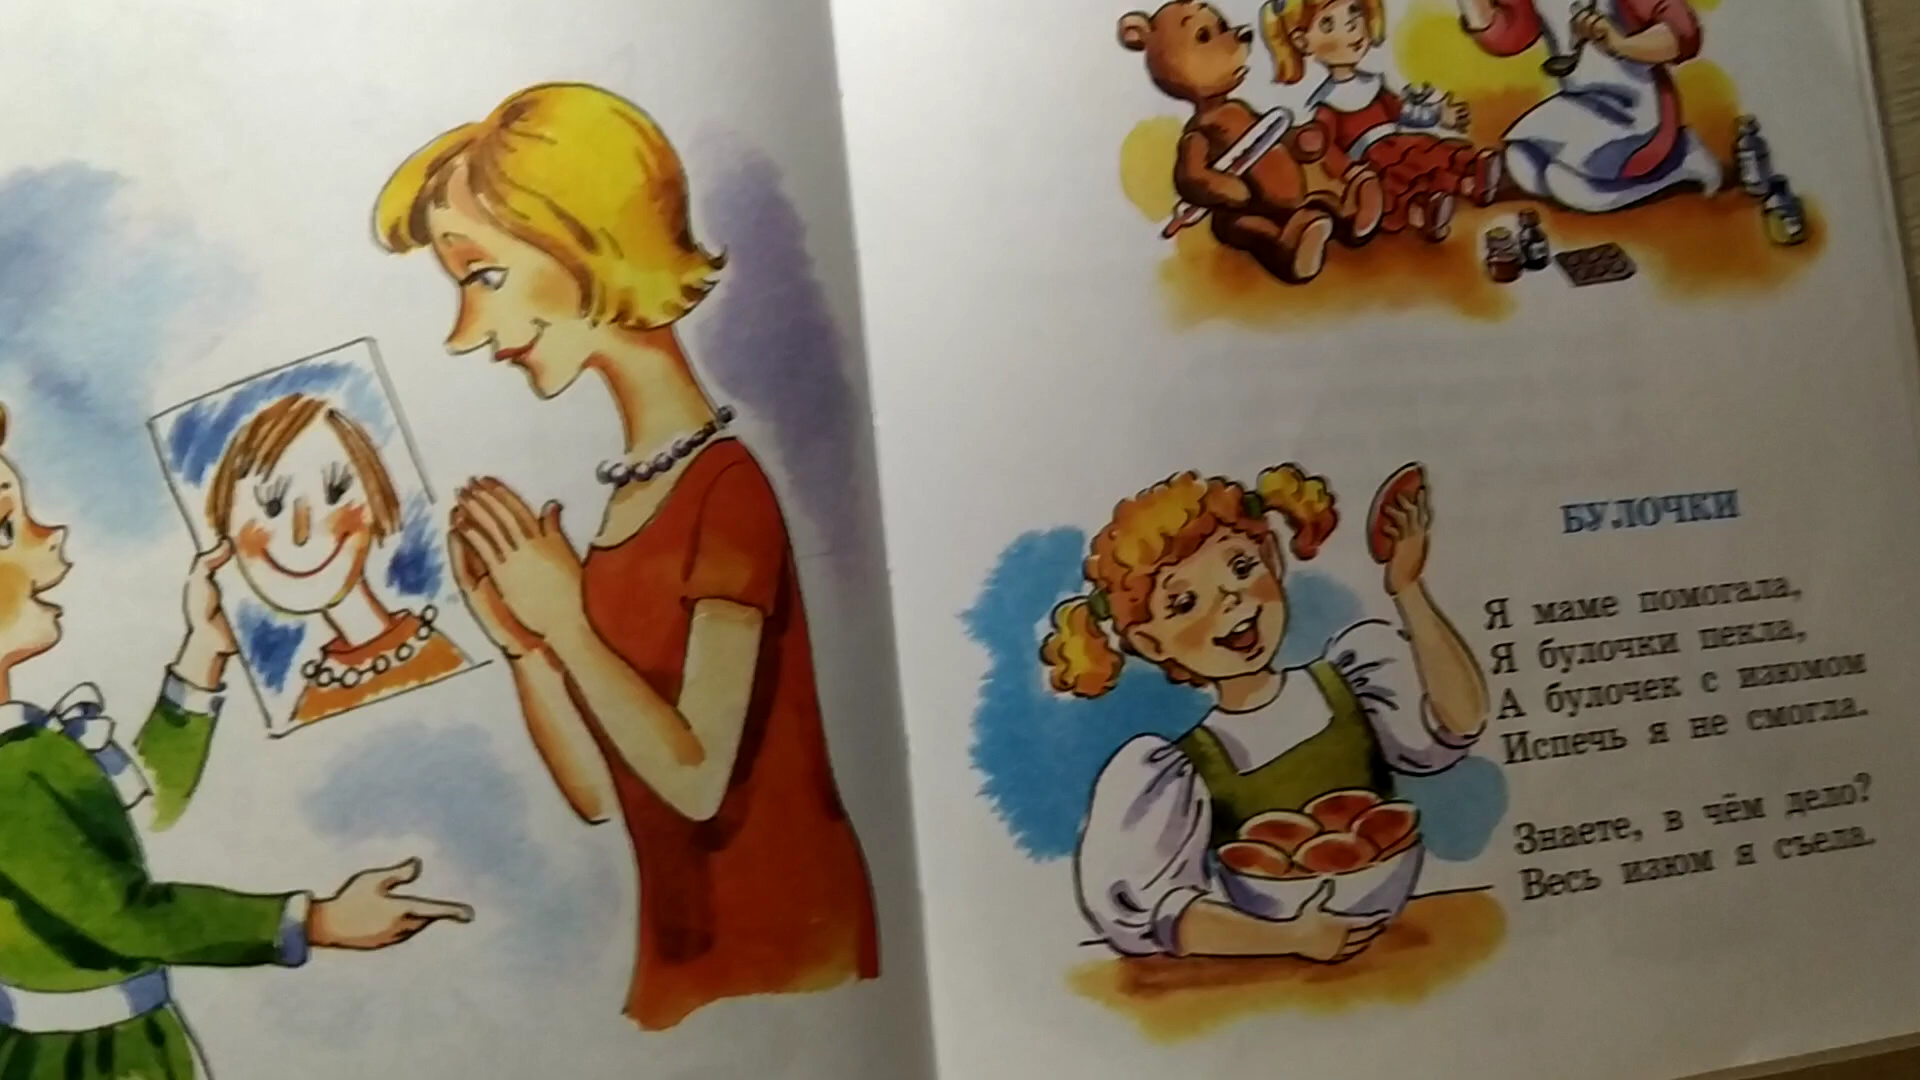 БУЛОЧКИ
Я маме помогала,
Я булочки пекла,
А булочек с изюмом
Испечь я не смогла.
Знаете, в чём дело?
Весь изюм я съела.